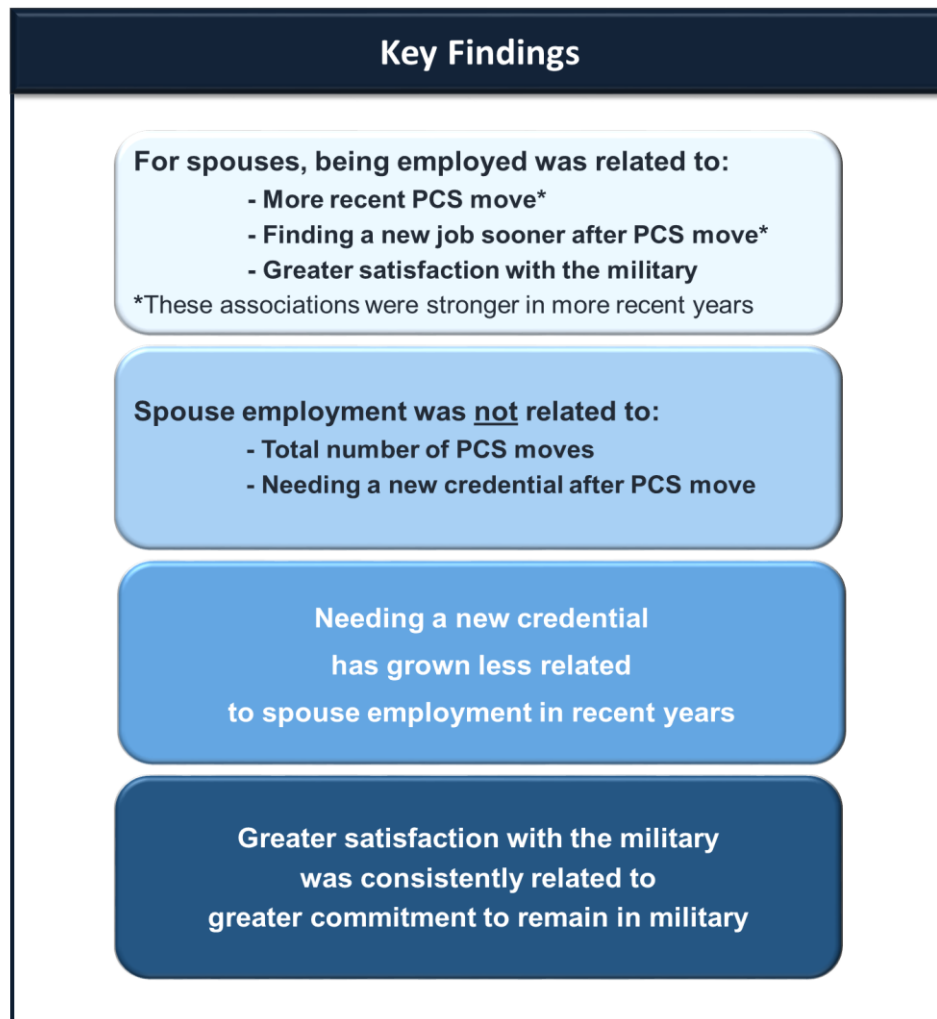 Key Findings
For spouses, being employed was related to:
- More recent PCS move*
- Finding a new job sooner after PCS move*
- Greater satisfaction with the military
*These associations were stronger in more recent years
Spouse employment was not related to:
- Total number of PCS moves
- Needing a new credential after PCS move
Needing a new credential
has grown less related
to spouse employment in recent years
Greater satisfaction with the military
was consistently related to
greater commitment to remain in military